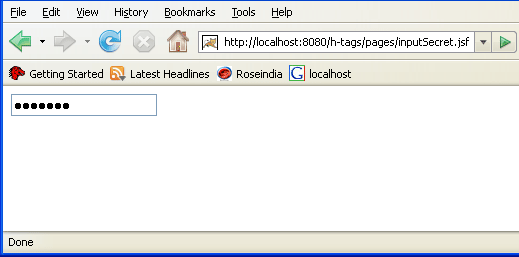 File Edit View History Bookmarks Tools Help
http://localhost:8080/h-tags/pages/inputSecret.jsf
Getting Started Latest Headlines Roseindia G localhost
●●●●●●●
Done